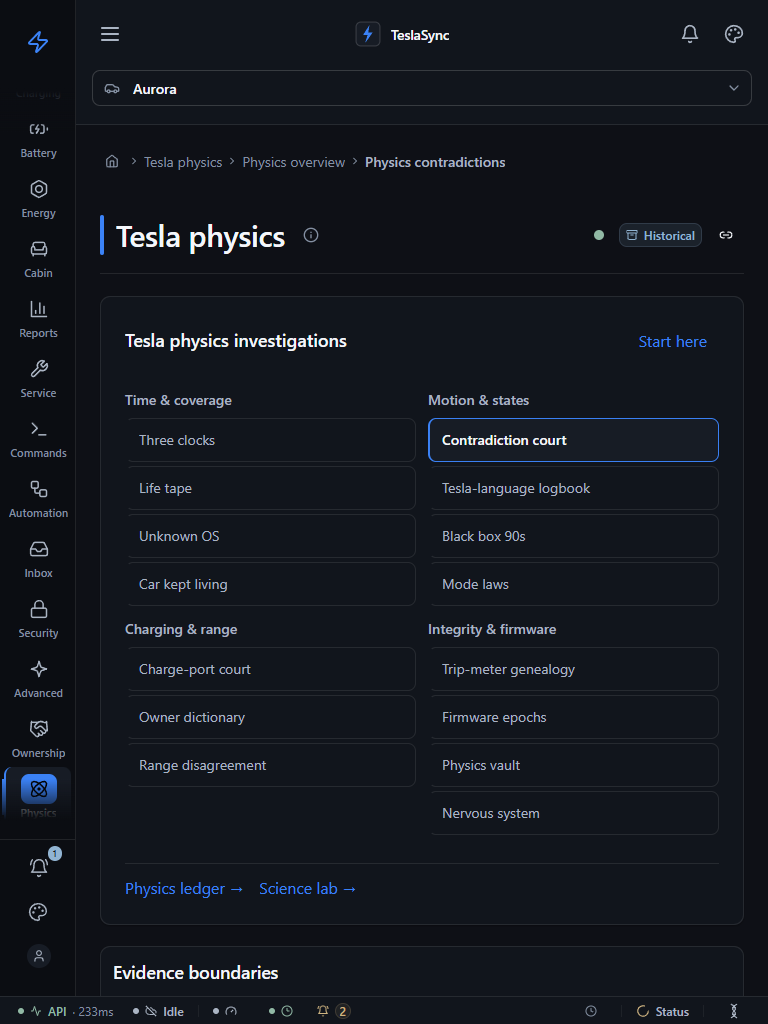 TeslaSync
Aurora
Charging
Battery
Energy
Cabin
Reports
Service
Commands
Automation
Inbox
Security
Advanced
Ownership
Physics
1
Tesla physics
Physics overview
Physics contradictions
Tesla physics
Historical
Tesla physics investigations
Start here
Time & coverage
Three clocks
Life tape
Unknown OS
Car kept living
Motion & states
Contradiction court
Tesla-language logbook
Black box 90s
Mode laws
Charging & range
Charge-port court
Owner dictionary
Range disagreement
Integrity & firmware
Trip-meter genealogy
Firmware epochs
Physics vault
Nervous system
Physics ledger →
Science lab →
Evidence boundaries
API · 233ms
Idle
2
Status